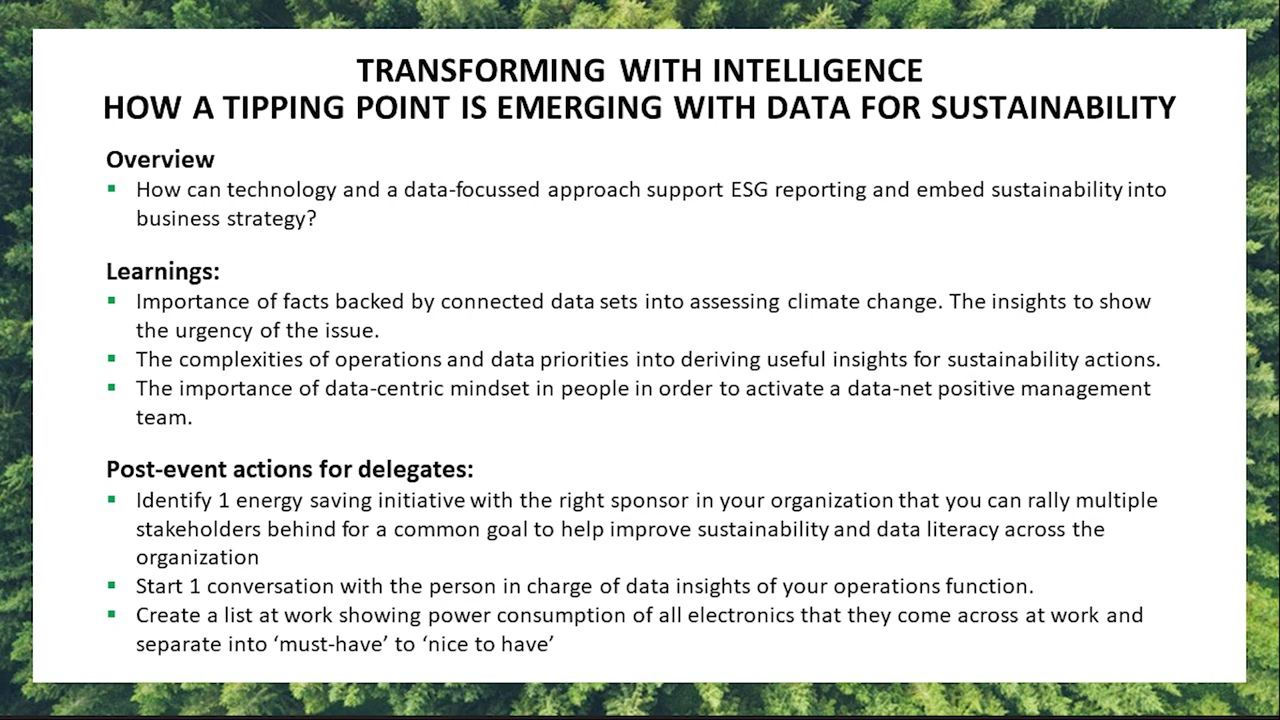 TRANSFORMING WITH INTELLIGENCE
HOW A TIPPING POINT IS EMERGING WITH DATA FOR SUSTAINABILITY
Overview
▪ How can technology and a data-focussed approach support ESG reporting and embed sustainability into
business strategy?
Learnings:
▪ Importance of facts backed by connected data sets into assessing climate change. The insights to show
the urgency of the issue.
▪ The complexities of operations and data priorities into deriving useful insights for sustainability actions.
▪ The importance of data-centric mindset in people in order to activate a data-net positive management
team.
Post-event actions for delegates:
▪ Identify 1 energy saving initiative with the right sponsor in your organization that you can rally multiple
stakeholders behind for a common goal to help improve sustainability and data literacy across the
organization
▪ Start 1 conversation with the person in charge of data insights of your operations function.
▪ Create a list at work showing power consumption of all electronics that they come across at work and
separate into ‘must-have’ to ‘nice to have’